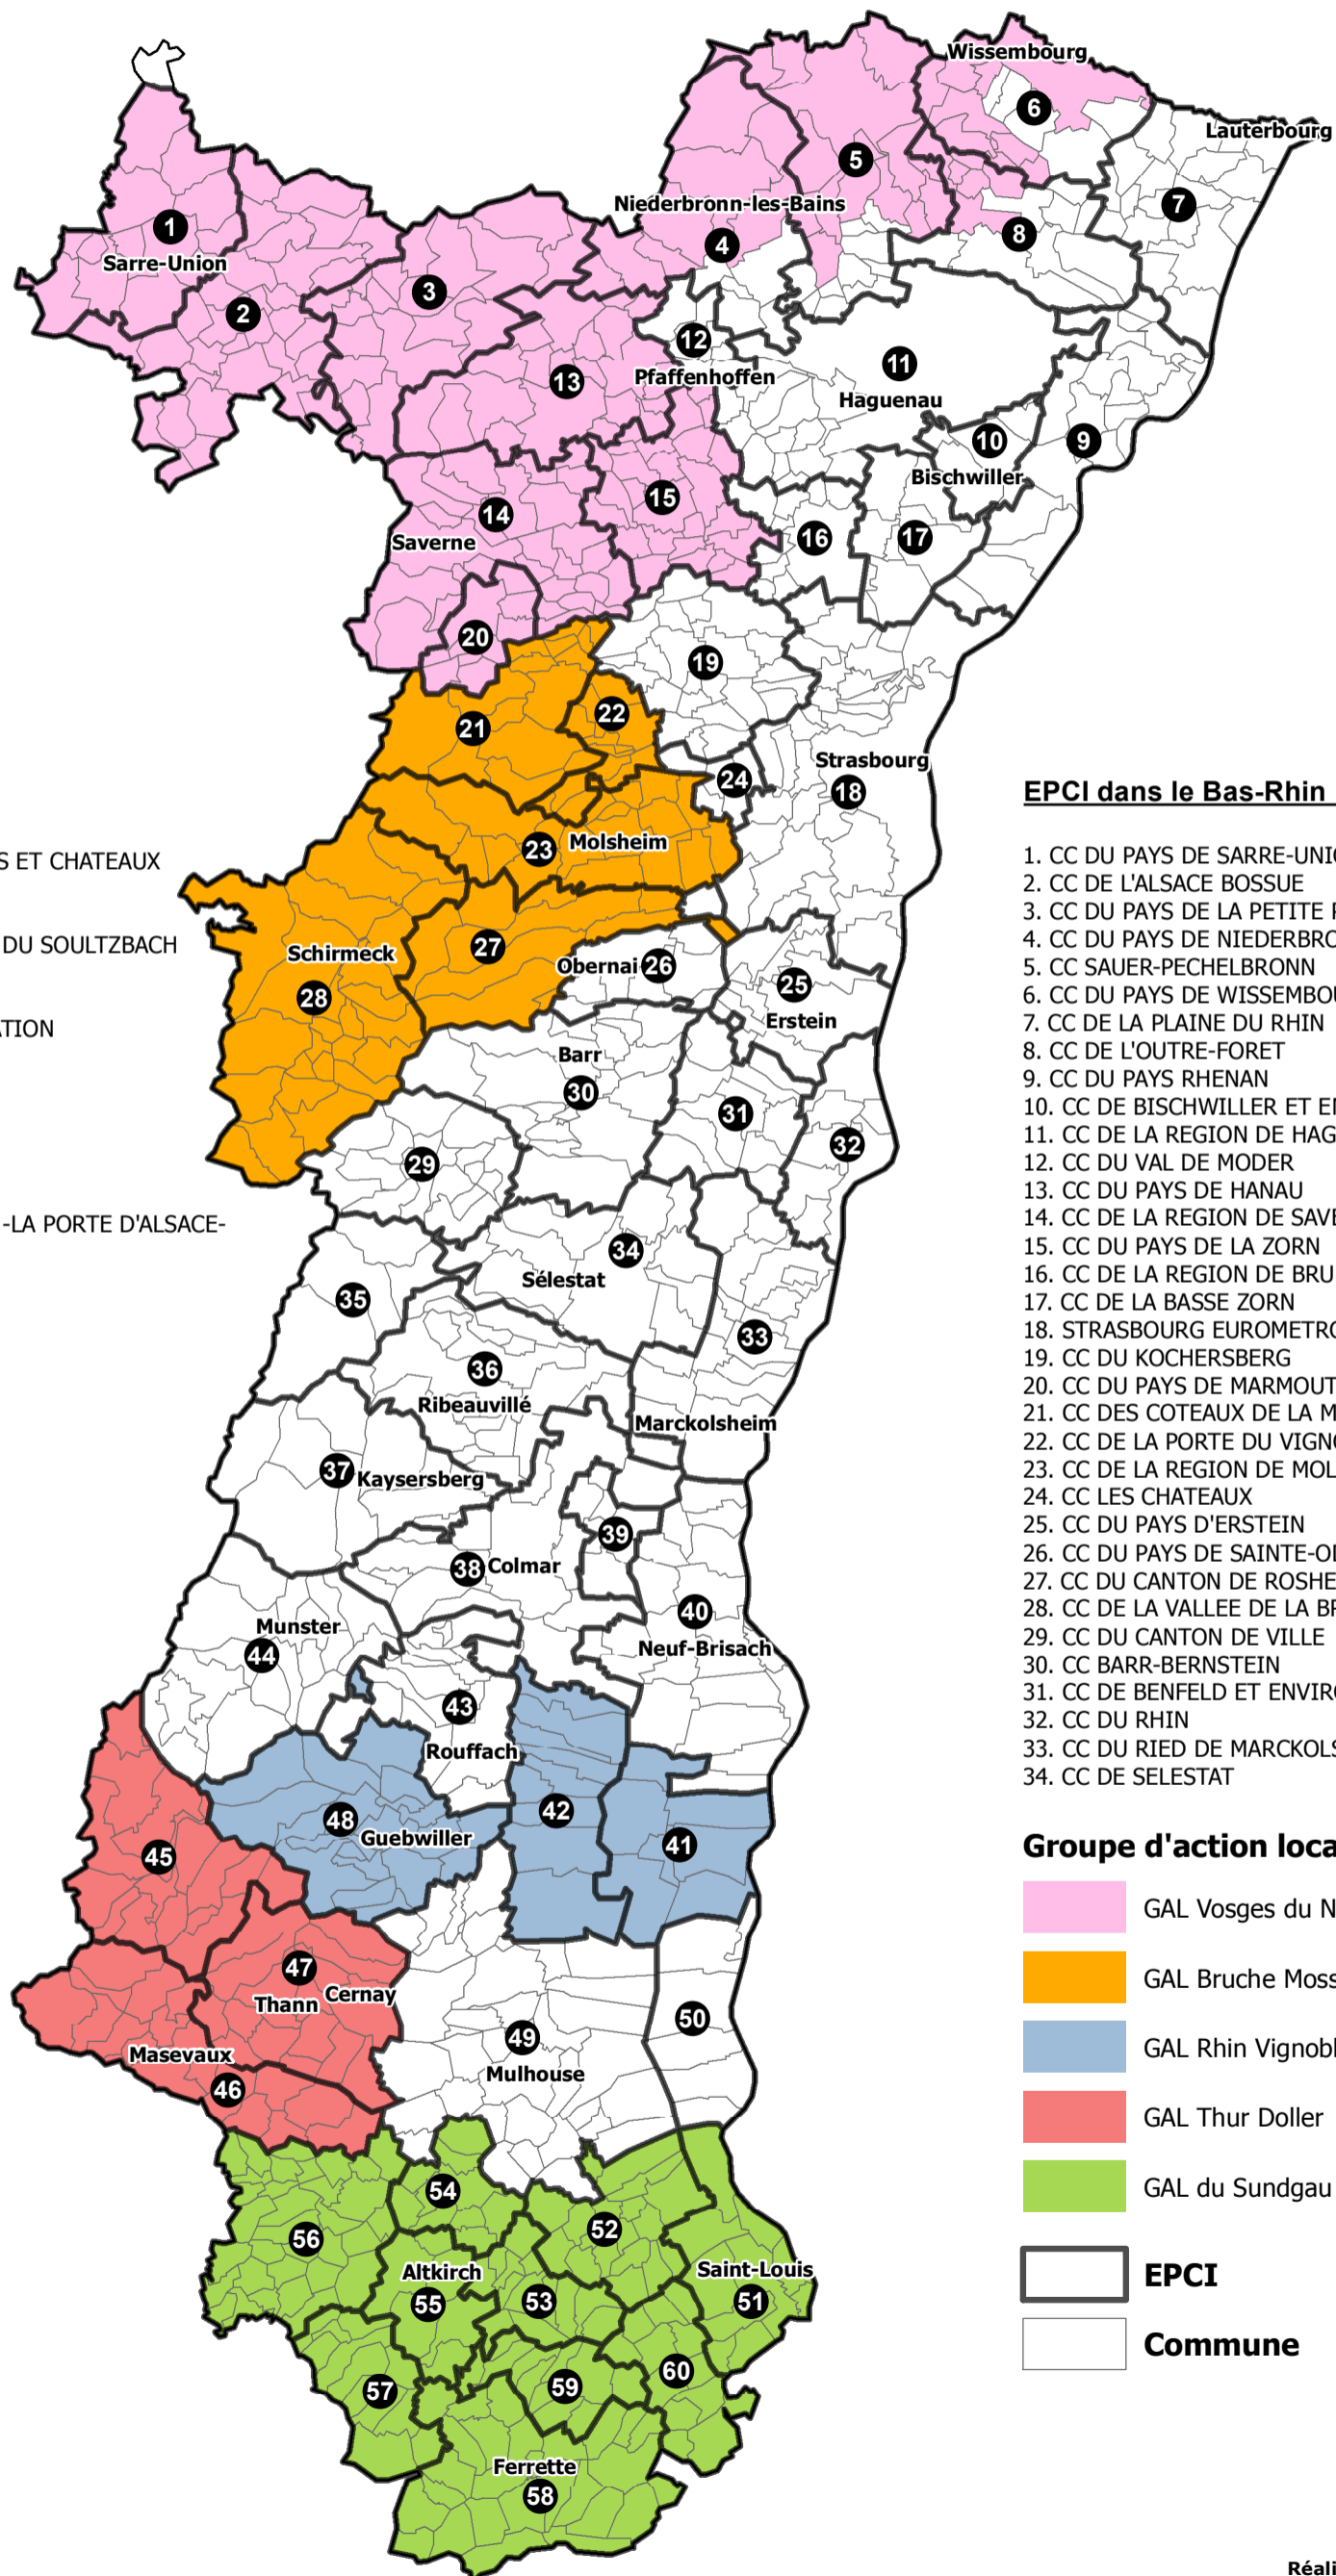 Wissembourg
6
Lauterbourg
5
Niederbronn-les-Bains
7
1
8
4
Sarre-Union
3
2
12
11
Pfaffenhoffen
13
Haguenau
10
9
Bischwiller
15
14
16
17
Saverne
20
19
22
21
Strasbourg
24
18
23
Molsheim
27
Schirmeck
Obernai
26
25
28
Erstein
Barr
30
31
32
29
34
Sélestat
35
33
36
Ribeauvillé
Marckolsheim
37
Kaysersberg
39
38
Colmar
40
Munster
Neuf-Brisach
44
43
Rouffach
42
48
Guebwiller
41
45
47
Cernay
Thann
50
49
Masevaux
Mulhouse
46
54
52
56
Altkirch
Saint-Louis
55
53
51
60
57
59
Ferrette
58
S ET CHATEAUX
DU SOULTZBACH
ATION
-LA PORTE D'ALSACE-
EPCI dans le Bas-Rhin
1. CC DU PAYS DE SARRE-UNIO
2. CC DE L'ALSACE BOSSUE
3. CC DU PAYS DE LA PETITE P
4. CC DU PAYS DE NIEDERBRO
5. CC SAUER-PECHELBRONN
6. CC DU PAYS DE WISSEMBOU
7. CC DE LA PLAINE DU RHIN
8. CC DE L'OUTRE-FORET
9. CC DU PAYS RHENAN
10. CC DE BISCHWILLER ET EN
11. CC DE LA REGION DE HAG
12. CC DU VAL DE MODER
13. CC DU PAYS DE HANAU
14. CC DE LA REGION DE SAVE
15. CC DU PAYS DE LA ZORN
16. CC DE LA REGION DE BRU
17. CC DE LA BASSE ZORN
18. STRASBOURG EUROMETRO
19. CC DU KOCHERSBERG
20. CC DU PAYS DE MARMOUT
21. CC DES COTEAUX DE LA M
22. CC DE LA PORTE DU VIGNO
23. CC DE LA REGION DE MOL
24. CC LES CHATEAUX
25. CC DU PAYS D'ERSTEIN
26. CC DU PAYS DE SAINTE-OD
27. CC DU CANTON DE ROSHE
28. CC DE LA VALLEE DE LA BR
29. CC DU CANTON DE VILLE
30. CC BARR-BERNSTEIN
31. CC DE BENFELD ET ENVIRO
32. CC DU RHIN
33. CC DU RIED DE MARCKOLS
34. CC DE SELESTAT
Groupe d'action loca
GAL Vosges du N
GAL Bruche Moss
GAL Rhin Vignobl
GAL Thur Doller
GAL du Sundgau
EPCI
Commune
Réali